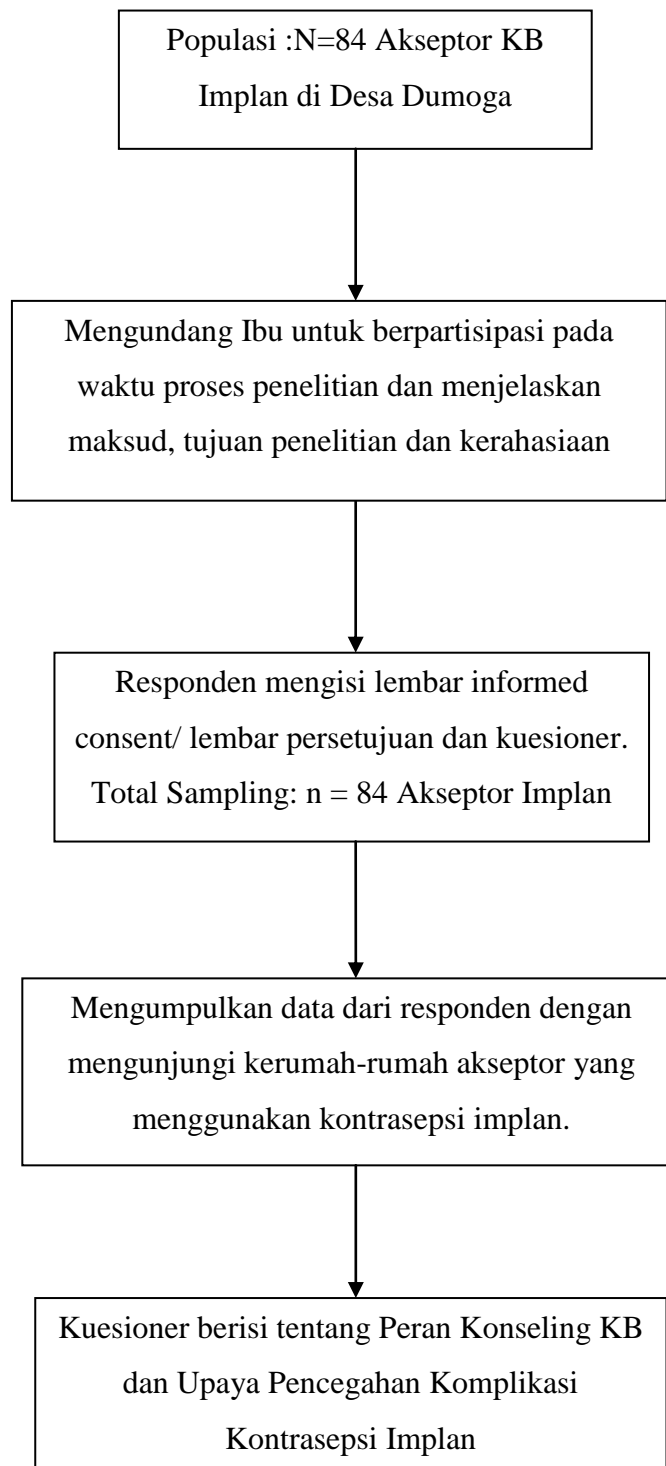 Populasi :N=84 Akseptor KB
Implan di Desa Dumoga
Mengundang Ibu untuk berpartisipasi pada
waktu proses penelitian dan menjelaskan
maksud, tujuan penelitian dan kerahasiaan
Responden mengisi lembar informed
consent/ lembar persetujuan dan kuesioner.
Total Sampling: n = 84 Akseptor Implan
Mengumpulkan data dari responden dengan
mengunjungi kerumah-rumah akseptor yang
menggunakan kontrasepsi implan.
Kuesioner berisi tentang Peran Konseling KB
dan Upaya Pencegahan Komplikasi
Kontrasepsi Implan